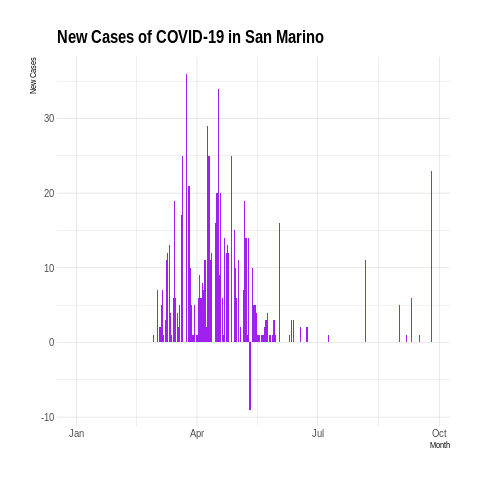 New Cases of COVID-19 in San Marino
New Cases
30
20
10
0
-10
Jan Apr Jul Oct
Month